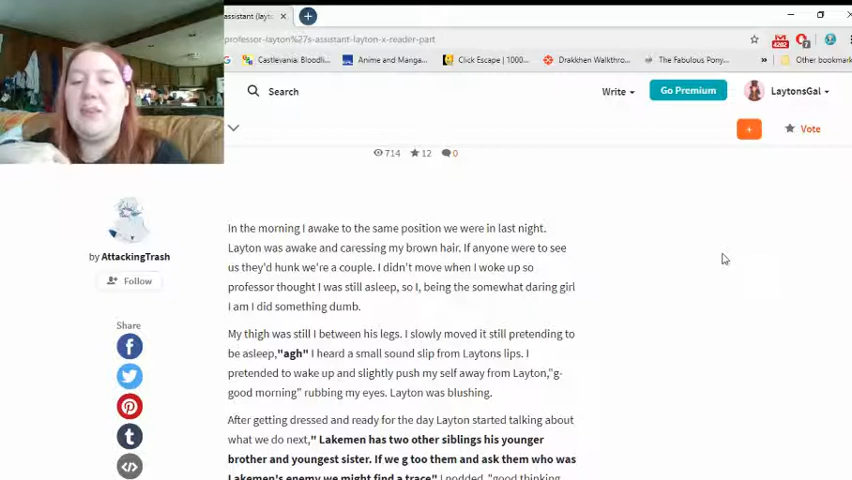 assistant (layt
professor-layton%27s-assistant-layton-x-reader-part
4282
7
Castlevania: Bloodli...
Anime and Manga...
Click Escape | 1000...
Drakkhen Walkthro...
The Fabulous Pony...
»
Other bookmark
Search
Write
Go Premium
LaytonsGal
+
Vote
714 12 0
by AttackingTrash
Follow
Share
In the morning I awake to the same position we were in last night.
Layton was awake and caressing my brown hair. If anyone were to see
us they'd hunk we're a couple. I didn't move when I woke up so
professor thought I was still asleep, so I, being the somewhat daring girl
I am I did something dumb.
My thigh was still I between his legs. I slowly moved it still pretending to
be asleep,"agh" I heard a small sound slip from Laytons lips. I
pretended to wake up and slightly push my self away from Layton,"g-
good morning" rubbing my eyes. Layton was blushing.
After getting dressed and ready for the day Layton started talking about
what we do next," Lakemen has two other siblings his younger
brother and youngest sister. If we g too them and ask them who was
Lakemen's enemy we might find a trace" I nodded, "good thinking